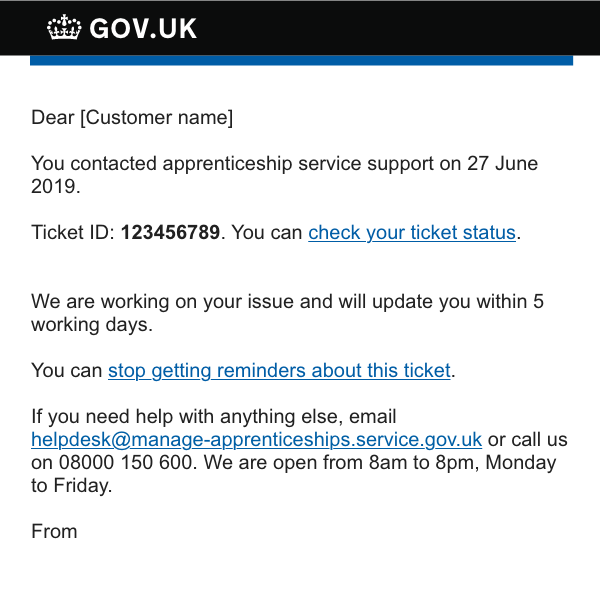 GOV.UK
Dear [Customer name]
You contacted apprenticeship service support on 27 June
2019.
Ticket ID: 123456789. You can check your ticket status.
We are working on your issue and will update you within 5
working days.
You can stop getting reminders about this ticket.
If you need help with anything else, email
helpdesk@manage-apprenticeships.service.gov.uk or call us
on 08000 150 600. We are open from 8am to 8pm, Monday
to Friday.
From